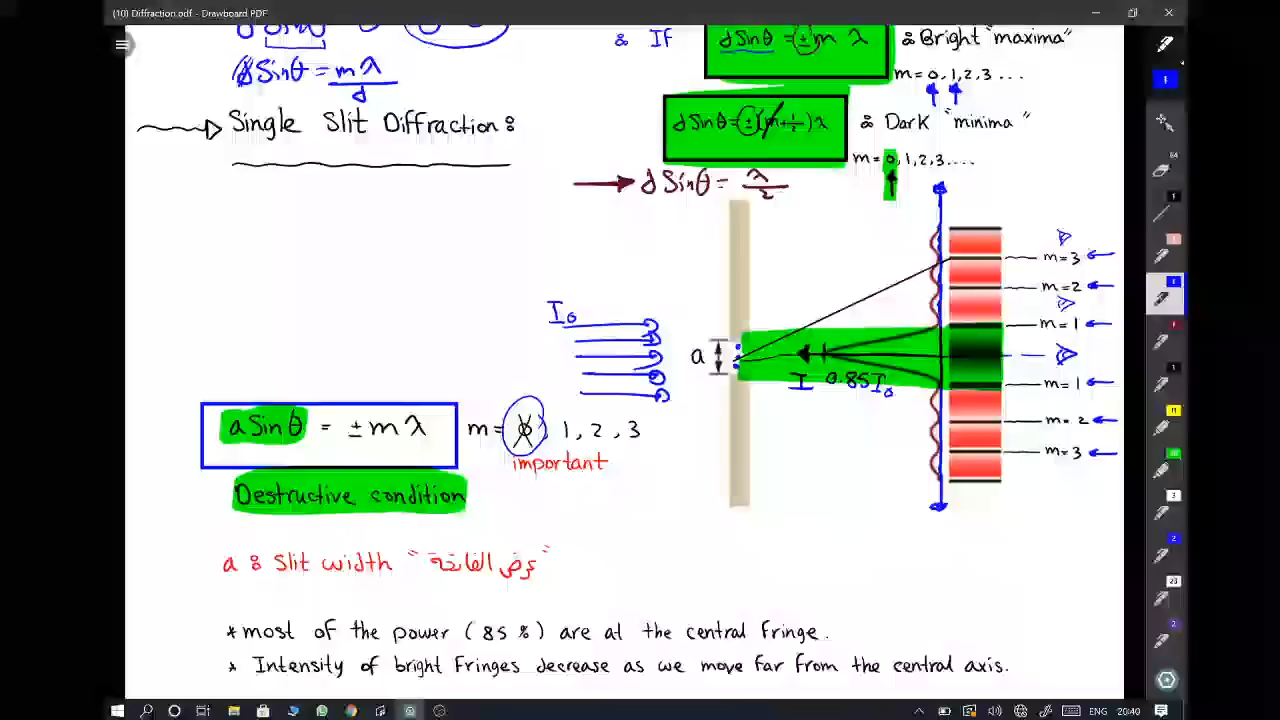 (10) Diffraction.pdf - Drawboard PDF
& If
dSinθ = ±m λ
: Bright "maxima"
m = 0, 1, 2, 3 ...
dSinθ = mλ
d
Single Slit Diffraction:
dSinθ = ±(m+1/2)λ
: Dark "minima"
m = 0, 1, 2, 3....
dSinθ = λ/2
m=3
m=2
m=1
I₀
a
I 0.85I₀
m=1
m=2
m=3
a Sinθ = ±mλ m = 0, 1, 2, 3
important
Destructive condition
a : Slit width "عرض الفاتحة"
* most of the power (85 %) are at the central fringe.
* Intensity of bright fringes decrease as we move far from the central axis.
ENG 20:40